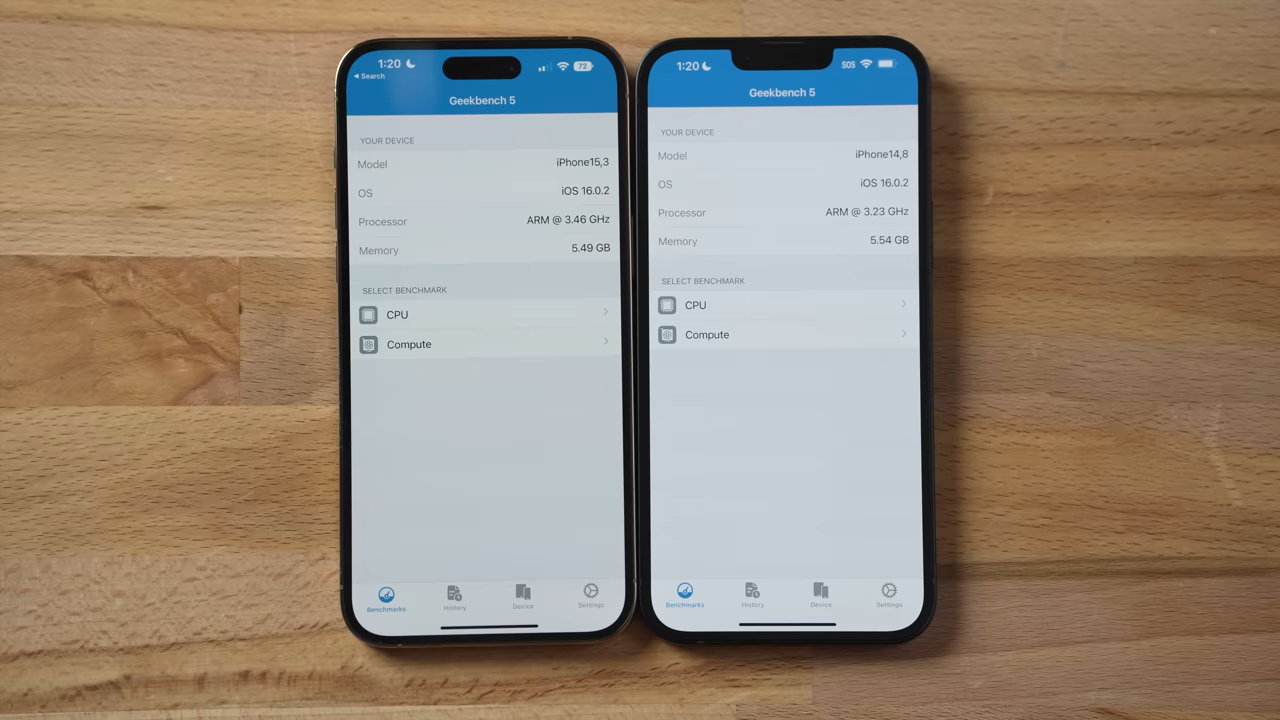 1:20
72
Search
Geekbench 5
YOUR DEVICE
Model iPhone15,3
OS iOS 16.0.2
Processor ARM @ 3.46 GHz
Memory 5.49 GB
SELECT BENCHMARK
CPU
Compute
Benchmarks History Device Settings
1:20
SOS
Geekbench 5
YOUR DEVICE
Model iPhone14,8
OS iOS 16.0.2
Processor ARM @ 3.23 GHz
Memory 5.54 GB
SELECT BENCHMARK
CPU
Compute
Benchmarks History Device Settings